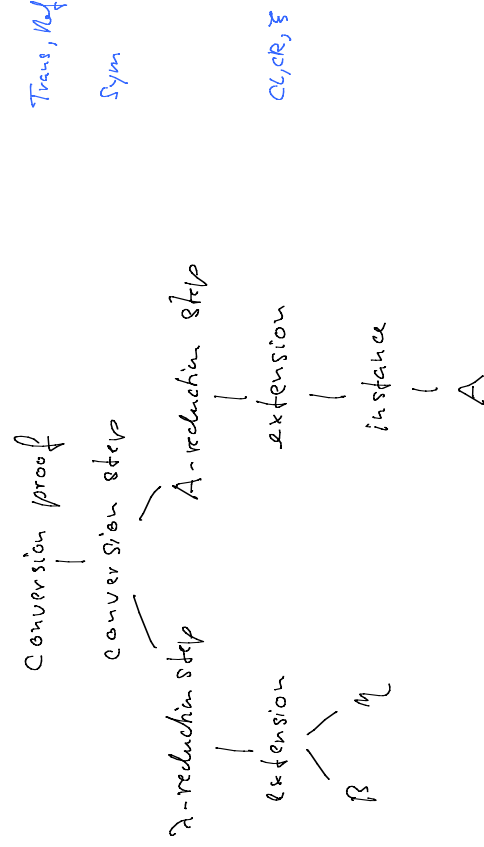 Conversion proof Trans, Ref
conversion step Sym
λ-reduction step A-reduction step
extension extension CL, CR, ξ
β η instance
A